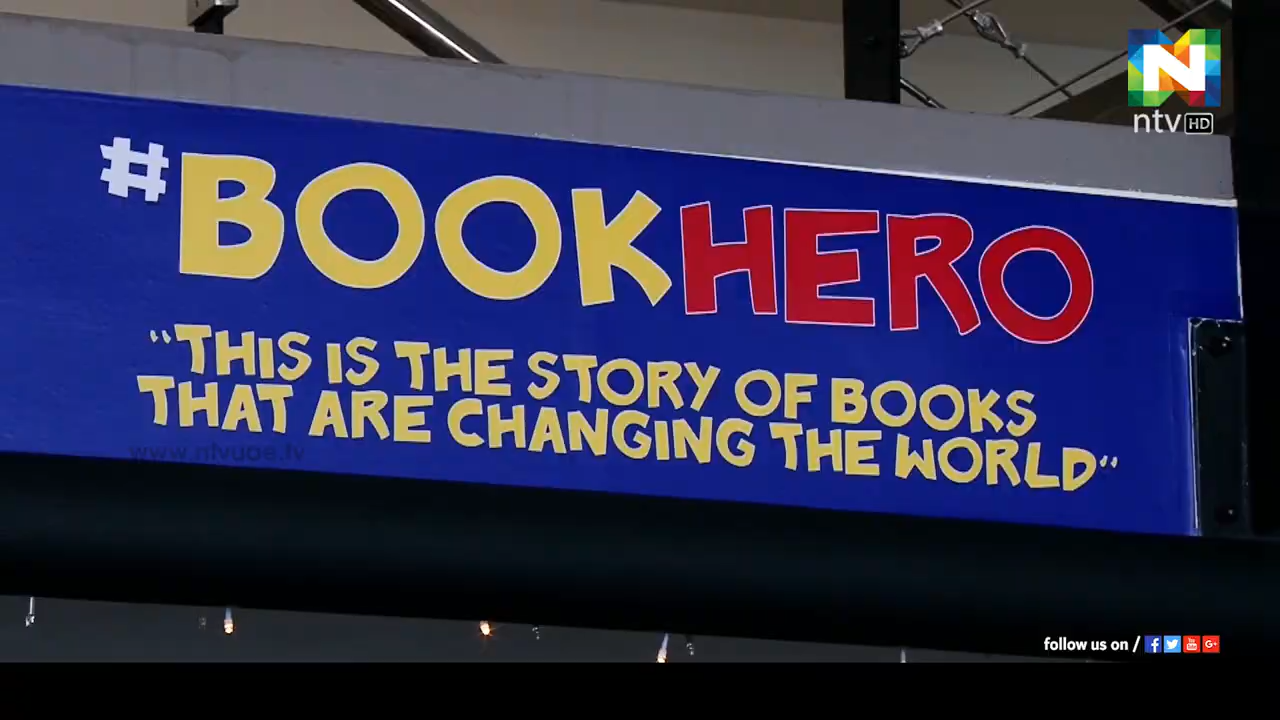 N
ntv HD
#BOOKHERO
“THIS IS THE STORY OF BOOKS
THAT ARE CHANGING THE WORLD“
www.ntvuae.tv
follow us on /